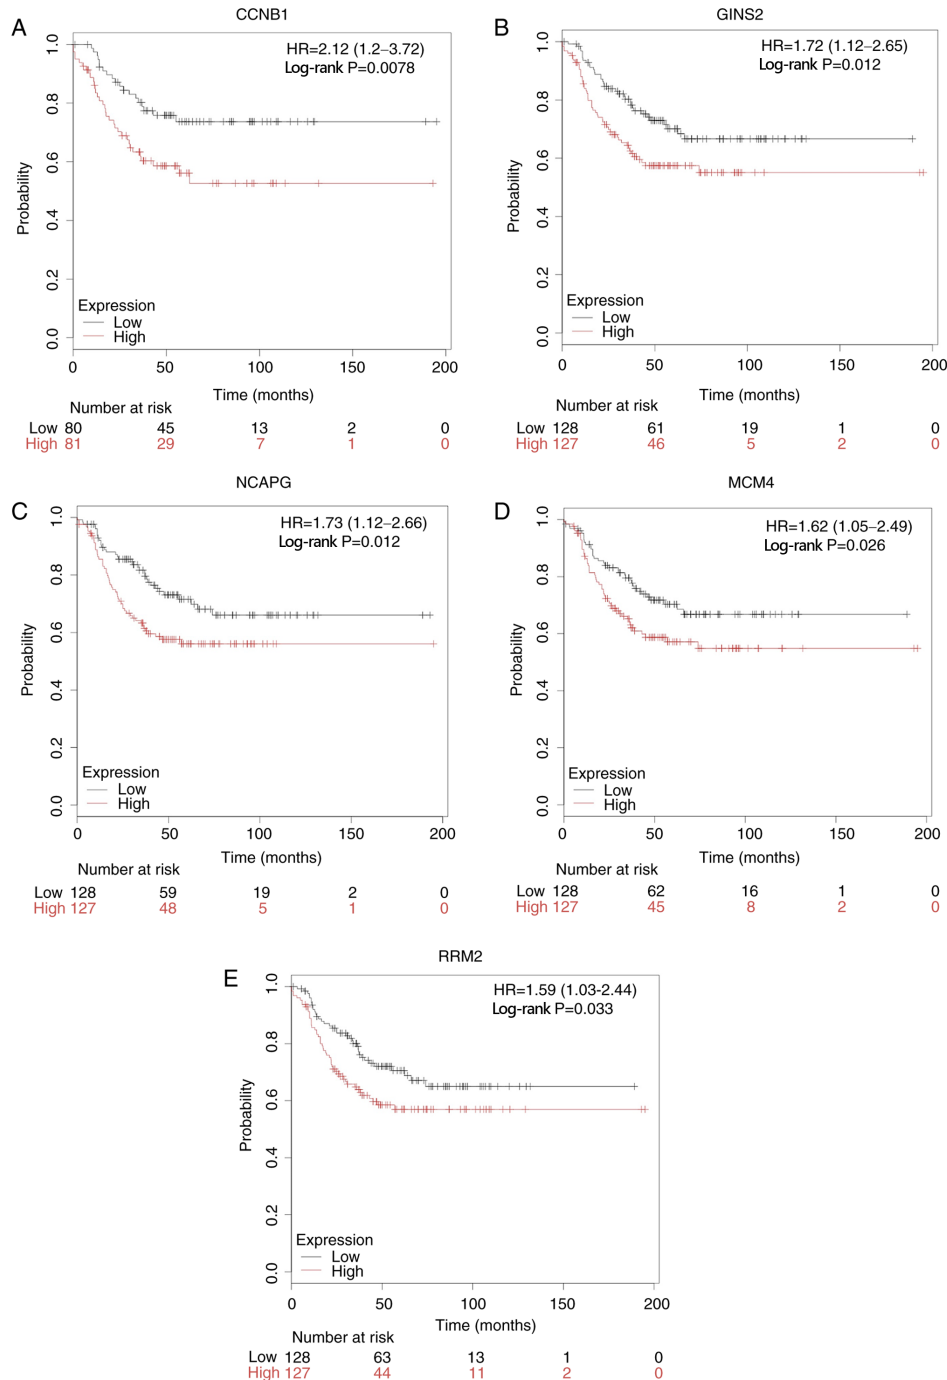 A
CCNB1
HR=2.12 (1.2–3.72)
Log-rank P=0.0078
Probability
0.0 0.2 0.4 0.6 0.8 1.0
Expression
Low
High
0 50 100 150 200
Time (months)
Number at risk
Low 80 45 13 2 0
High 81 29 7 1 0
B
GINS2
HR=1.72 (1.12–2.65)
Log-rank P=0.012
Probability
0.0 0.2 0.4 0.6 0.8 1.0
Expression
Low
High
0 50 100 150 200
Time (months)
Number at risk
Low 128 61 19 1 0
High 127 46 5 2 0
C
NCAPG
HR=1.73 (1.12–2.66)
Log-rank P=0.012
Probability
0.0 0.2 0.4 0.6 0.8 1.0
Expression
Low
High
0 50 100 150 200
Time (months)
Number at risk
Low 128 59 19 2 0
High 127 48 5 1 0
D
MCM4
HR=1.62 (1.05–2.49)
Log-rank P=0.026
Probability
0.0 0.2 0.4 0.6 0.8 1.0
Expression
Low
High
0 50 100 150 200
Time (months)
Number at risk
Low 128 62 16 1 0
High 127 45 8 2 0
E
RRM2
HR=1.59 (1.03-2.44)
Log-rank P=0.033
Probability
0.0 0.2 0.4 0.6 0.8 1.0
Expression
Low
High
0 50 100 150 200
Time (months)
Number at risk
Low 128 63 13 1 0
High 127 44 11 2 0